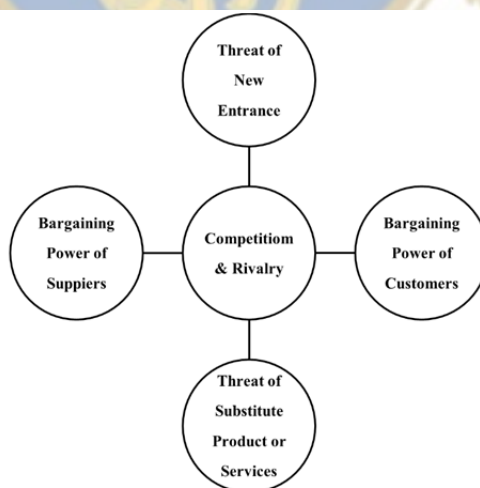 Threat of
New
Entrance
Bargaining
Power of
Suppiers
Competitiom
& Rivalry
Bargaining
Power of
Customers
Threat of
Substitute
Product or
Services